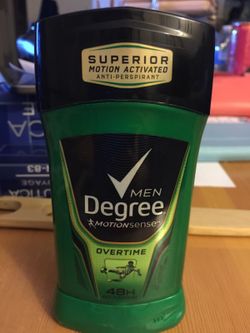 SUPERIOR
MOTION ACTIVATED
ANTI-PERSPIRANT
MEN
Degree
MOTIONsense
OVERTIME
48H